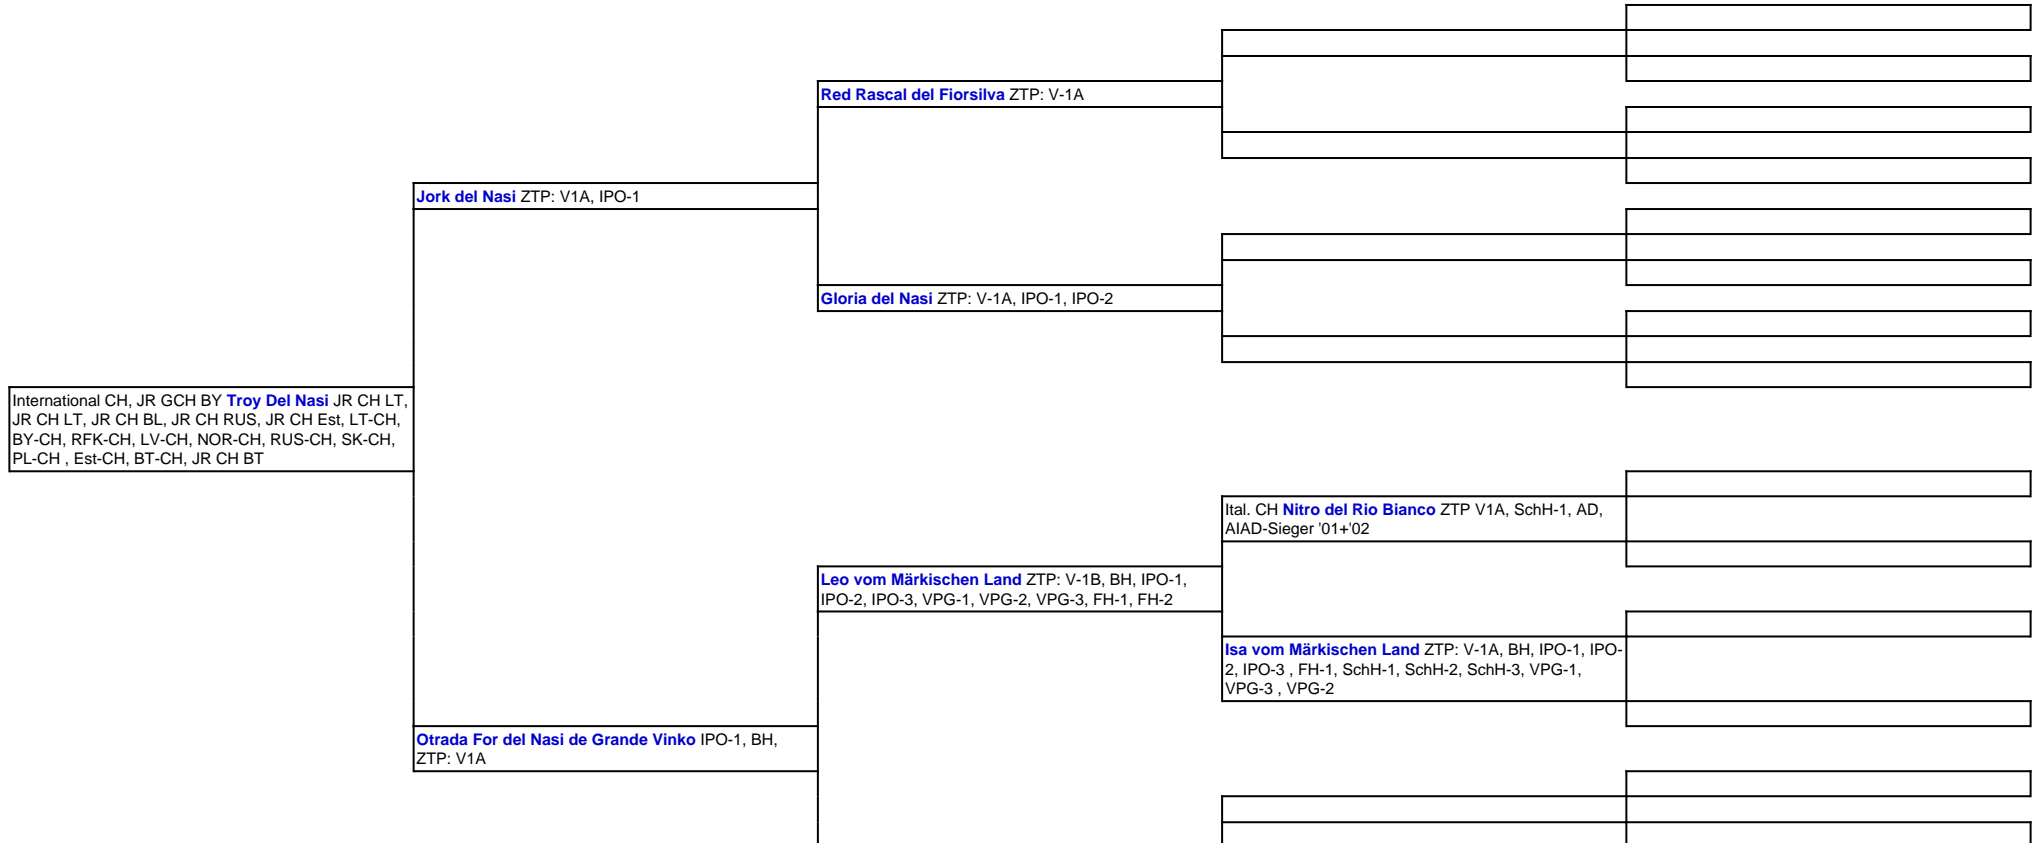 Red Rascal del Fiorsilva ZTP: V-1A
Jork del Nasi ZTP: V1A, IPO-1
Gloria del Nasi ZTP: V-1A, IPO-1, IPO-2
International CH, JR GCH BY Troy Del Nasi JR CH LT,
JR CH LT, JR CH BL, JR CH RUS, JR CH Est, LT-CH,
BY-CH, RFK-CH, LV-CH, NOR-CH, RUS-CH, SK-CH,
PL-CH , Est-CH, BT-CH, JR CH BT
Ital. CH Nitro del Rio Bianco ZTP V1A, SchH-1, AD,
AIAD-Sieger '01+'02
Leo vom Märkischen Land ZTP: V-1B, BH, IPO-1,
IPO-2, IPO-3, VPG-1, VPG-2, VPG-3, FH-1, FH-2
Isa vom Märkischen Land ZTP: V-1A, BH, IPO-1, IPO-
2, IPO-3 , FH-1, SchH-1, SchH-2, SchH-3, VPG-1,
VPG-3 , VPG-2
Otrada For del Nasi de Grande Vinko IPO-1, BH,
ZTP: V1A